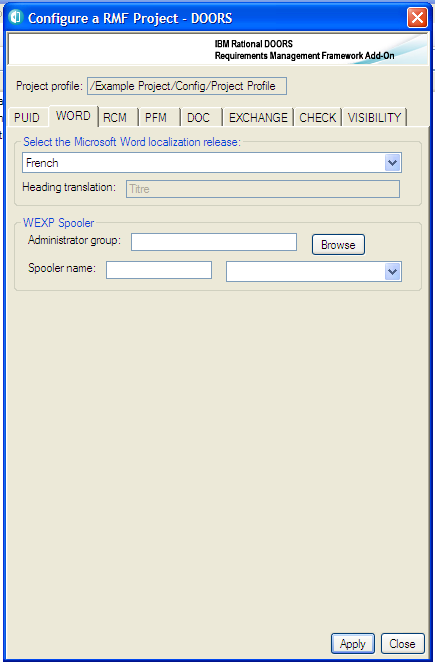 Configure a RMF Project - DOORS
IBM Rational DOORS
Requirements Management Framework Add-On
Project profile: /Example Project/Config/Project Profile
PUID WORD RCM PFM DOC EXCHANGE CHECK VISIBILITY
Select the Microsoft Word localization release:
French
Heading translation: Titre
WEXP Spooler
Administrator group: Browse
Spooler name:
Apply Close